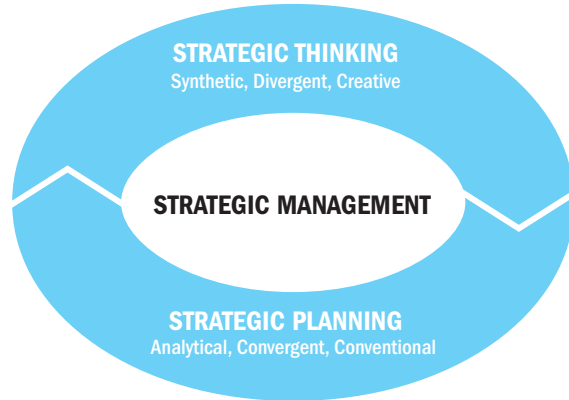 STRATEGIC THINKING
Synthetic, Divergent, Creative
STRATEGIC MANAGEMENT
STRATEGIC PLANNING
Analytical, Convergent, Conventional